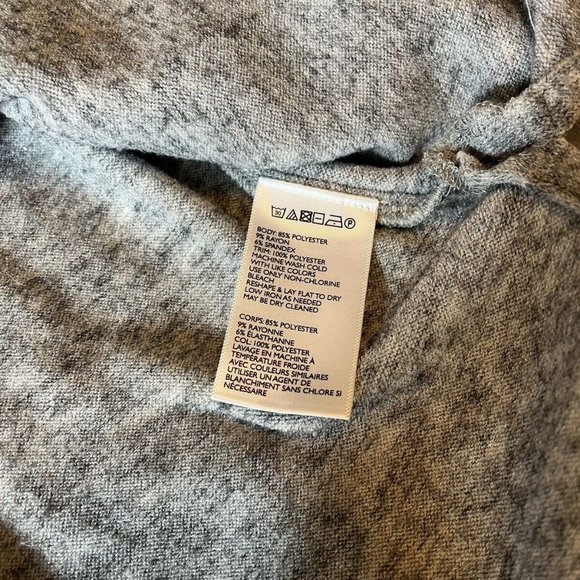 30 P
BODY: 85% POLYESTER
9% RAYON
6% SPANDEX
TRIM: 100% POLYESTER
MACHINE WASH COLD
WITH LIKE COLORS
USE ONLY NON-CHLORINE
BLEACH
RESHAPE & LAY FLAT TO DRY
LOW IRON AS NEEDED
MAY BE DRY CLEANED
CORPS: 85% POLYESTER
9% RAYONNE
6% ÉLASTHANNE
COL: 100% POLYESTER
LAVAGE EN MACHINE À
TEMPÉRATURE FROIDE
AVEC COULEURS SIMILAIRES
UTILISER UN AGENT DE
BLANCHIMENT SANS CHLORE SI
NÉCESSAIRE